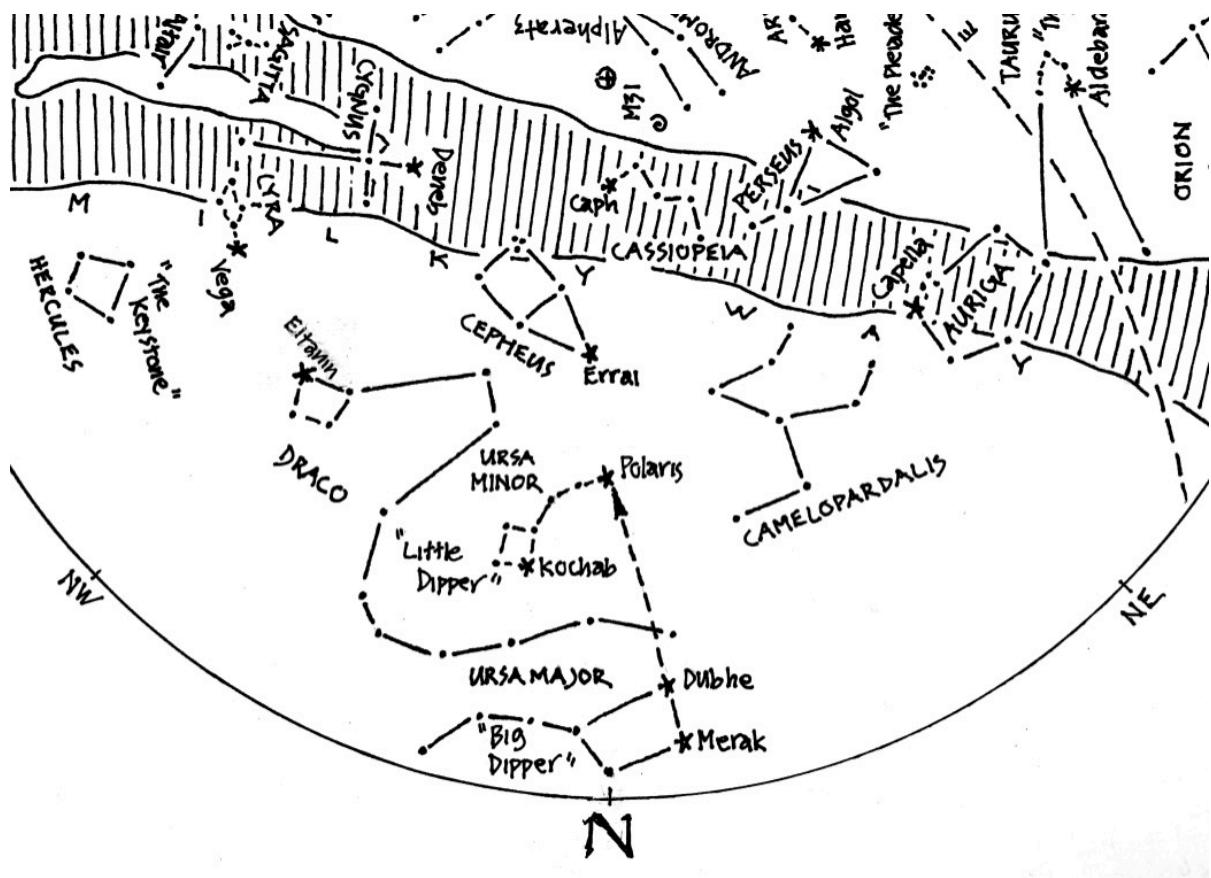 Altair
SAGITTA
CYGNUS
Alpheratz
M31
Algol
"The
TAURUS
Aldebaran
ORION
Deneb
LYRA
Caph
PERSEUS
CASSIOPEIA
M I L K Y W A Y
Vega
HERCULES
"The
Keystone"
Capella
AURIGA
CEPHEUS
Errai
Eltanin
DRACO
URSA
MINOR
Polaris
CAMELOPARDALIS
"Little
Dipper"
Kochab
NW
NE
URSA MAJOR
Dubhe
"Big
Dipper"
Merak
N